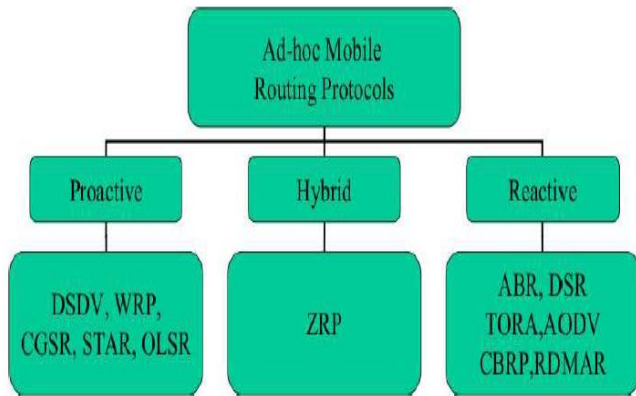 Ad-hoc Mobile
Routing Protocols
Proactive
Hybrid
Reactive
DSDV, WRP,
CGSR, STAR, OLSR
ZRP
ABR, DSR
TORA,AODV
CBRP,RDMAR